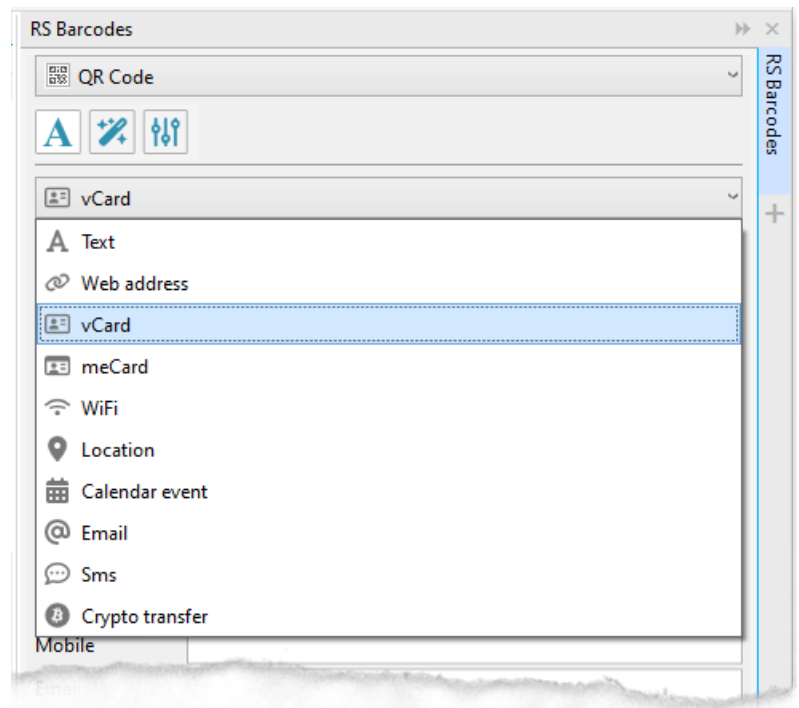 RS Barcodes
QR Code
RS Barcodes
A
vCard
A Text
Web address
vCard
meCard
WiFi
Location
Calendar event
@ Email
Sms
Crypto transfer
Mobile
Email